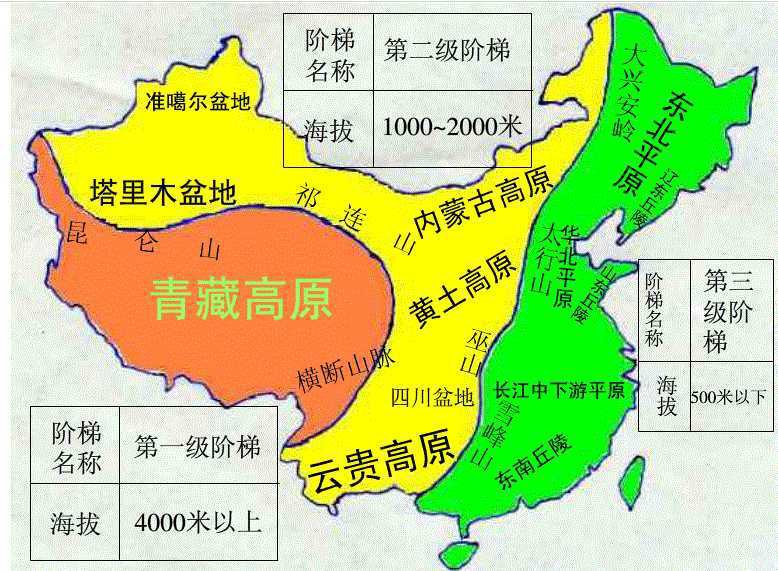 阶梯名称
第二级阶梯
海拔
1000~2000米
准噶尔盆地
塔里木盆地
昆仑山
祁连山
内蒙古高原
大兴安岭
东北平原
辽东丘陵
华北平原
太行山
山东丘陵
黄土高原
青藏高原
横断山脉
巫山
四川盆地
长江中下游平原
雪峰山
云贵高原
东南丘陵
阶梯名称
第三级阶梯
海拔
500米以下
阶梯名称
第一级阶梯
海拔
4000米以上